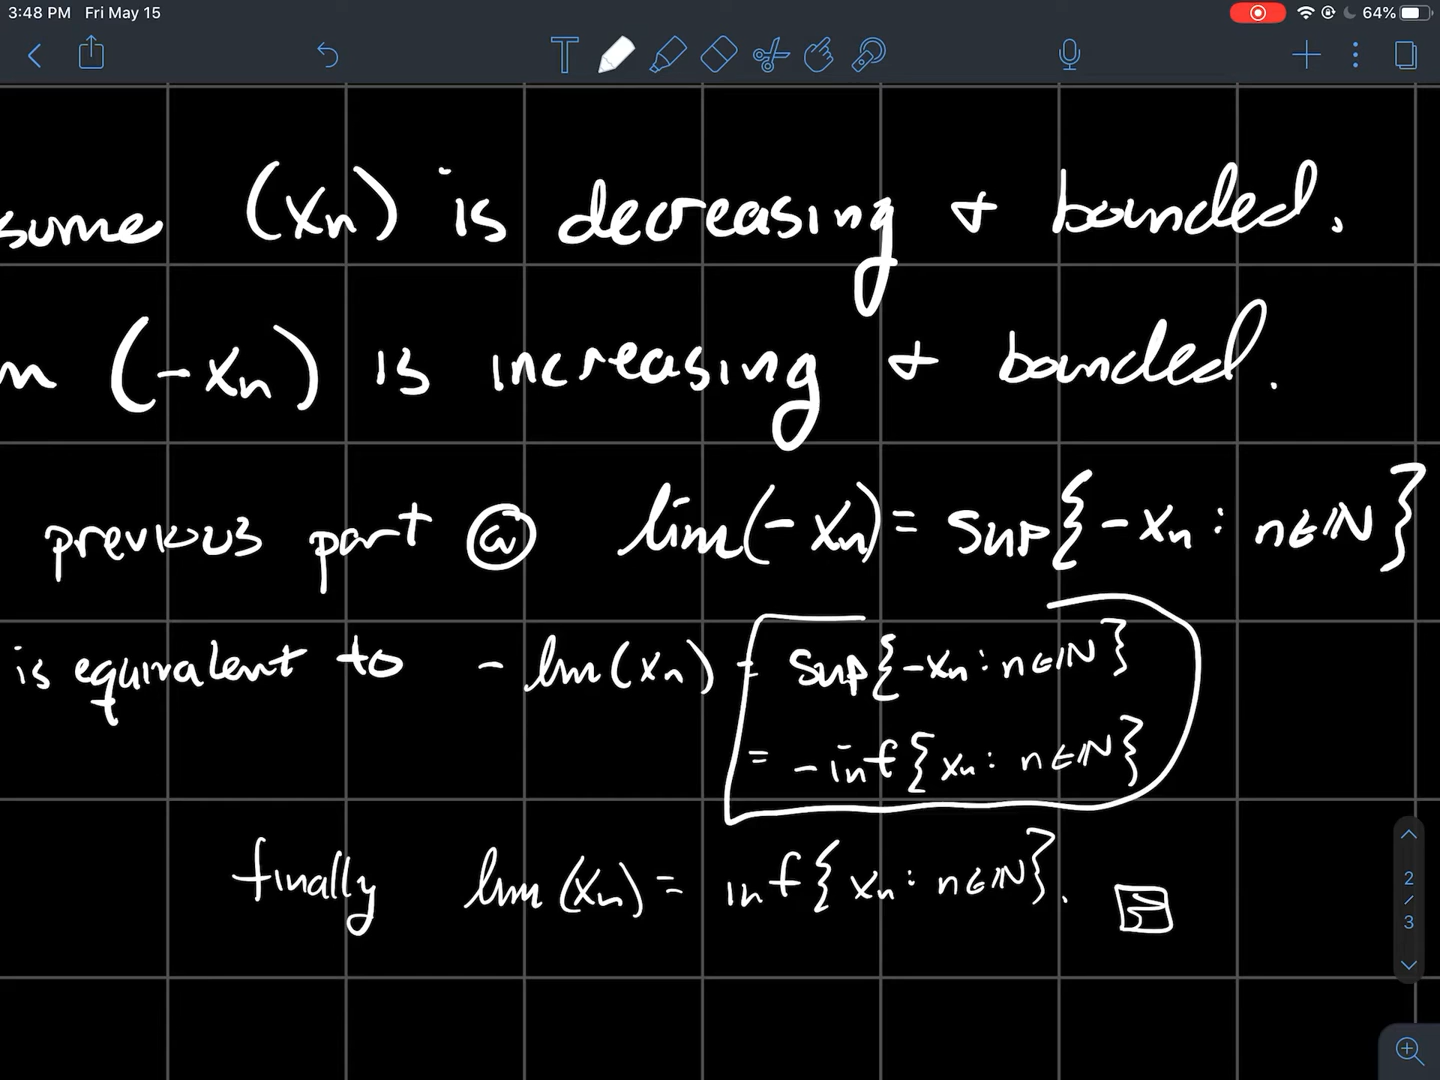 3:48 PM Fri May 15 64%
T
sume (xn) is decreasing & bounded.
n (-xn) is increasing & bounded.
previous part ⓐ lim(-xn) = sup{-xn : n∈ℕ}
is equivalent to - lim(xn) = sup{-xn : n∈ℕ}
= -inf{xn : n∈ℕ}
finally lim(xn) = inf{xn : n∈ℕ}.
2
/
3